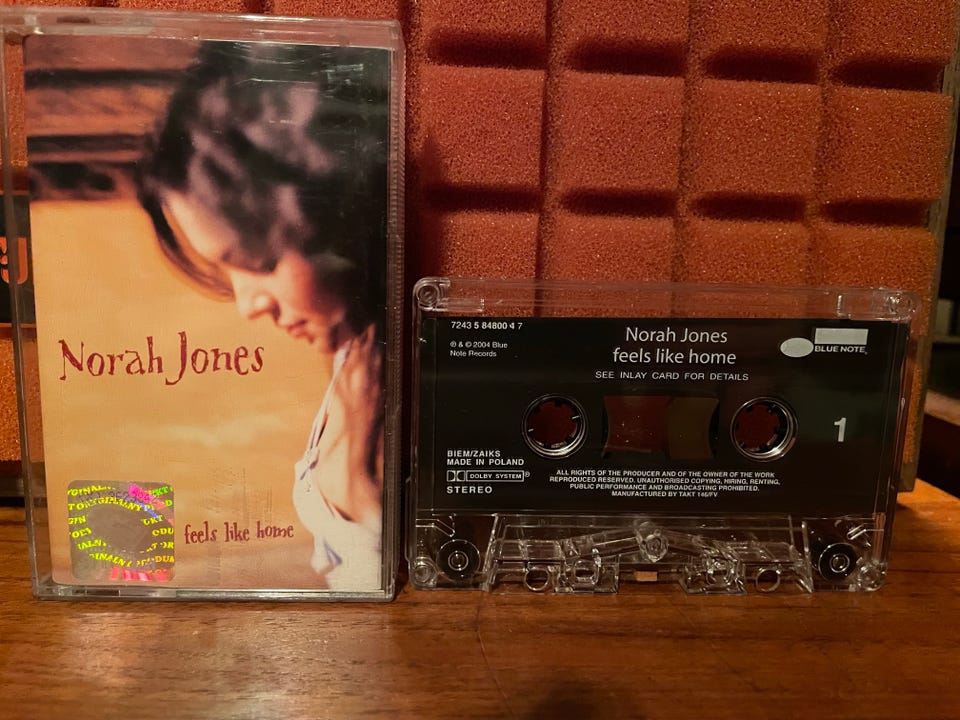 Norah Jones
feels like home
7243 5 84800 4 7
℗ & © 2004 Blue
Note Records
Norah Jones
feels like home
SEE INLAY CARD FOR DETAILS
BLUE NOTE
1
BIEM/ZAIKS
MADE IN POLAND
DOLBY SYSTEM®
STEREO
ALL RIGHTS OF THE PRODUCER AND OF THE OWNER OF THE WORK
REPRODUCED RESERVED. UNAUTHORISED COPYING, HIRING, RENTING,
PUBLIC PERFORMANCE AND BROADCASTING PROHIBITED.
MANUFACTURED BY TAKT 146/FV